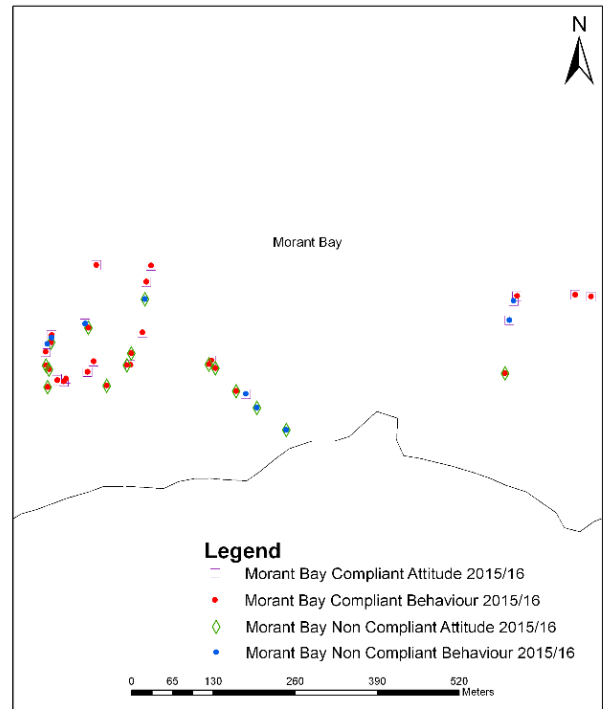 N
Morant Bay
Legend
Morant Bay Compliant Attitude 2015/16
Morant Bay Compliant Behaviour 2015/16
Morant Bay Non Compliant Attitude 2015/16
Morant Bay Non Compliant Behaviour 2015/16
0 65 130 260 390 520
Meters